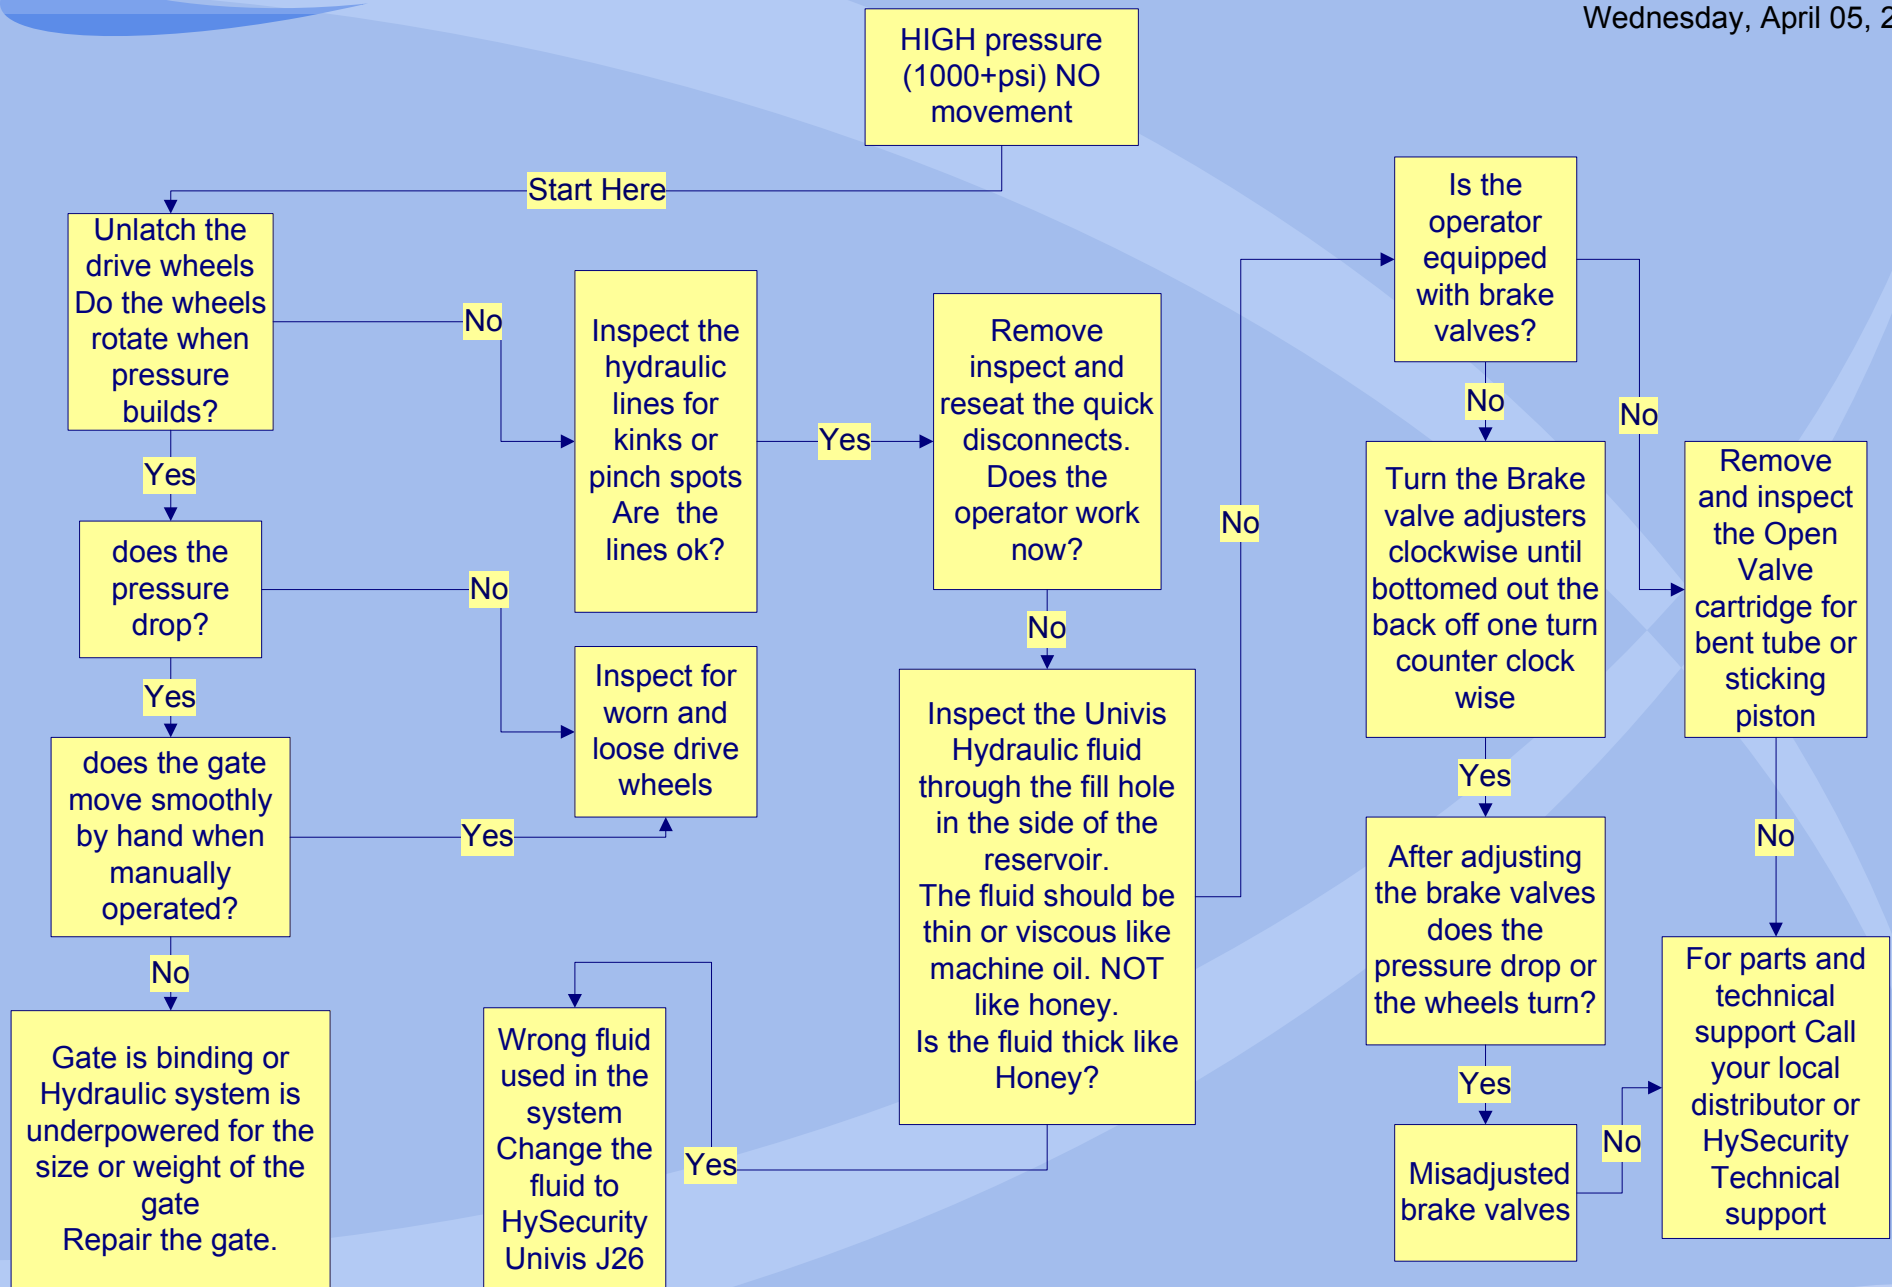 Wednesday, April 05, 2
HIGH pressure
(1000+psi) NO
movement
Start Here
Unlatch the
drive wheels
Do the wheels
rotate when
pressure
builds?
No
Yes
does the
pressure
drop?
No
Yes
does the gate
move smoothly
by hand when
manually
operated?
Yes
No
Gate is binding or
Hydraulic system is
underpowered for the
size or weight of the
gate
Repair the gate.
Inspect the
hydraulic
lines for
kinks or
pinch spots
Are the
lines ok?
Yes
Inspect for
worn and
loose drive
wheels
Remove
inspect and
reseat the quick
disconnects.
Does the
operator work
now?
No
Inspect the Univis
Hydraulic fluid
through the fill hole
in the side of the
reservoir.
The fluid should be
thin or viscous like
machine oil. NOT
like honey.
Is the fluid thick like
Honey?
Yes
Wrong fluid
used in the
system
Change the
fluid to
HySecurity
Univis J26
No
Is the
operator
equipped
with brake
valves?
No
No
Turn the Brake
valve adjusters
clockwise until
bottomed out the
back off one turn
counter clock
wise
Yes
After adjusting
the brake valves
does the
pressure drop or
the wheels turn?
Yes
Misadjusted
brake valves
No
Remove
and inspect
the Open
Valve
cartridge for
bent tube or
sticking
piston
No
For parts and
technical
support Call
your local
distributor or
HySecurity
Technical
support